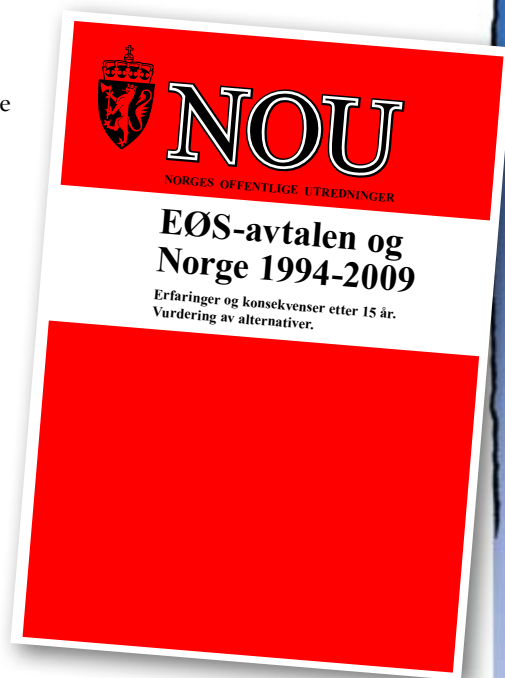 e
NOU
NORGES OFFENTLIGE UTREDNINGER
EØS-avtalen og
Norge 1994-2009
Erfaringer og konsekvenser etter 15 år.
Vurdering av alternativer.